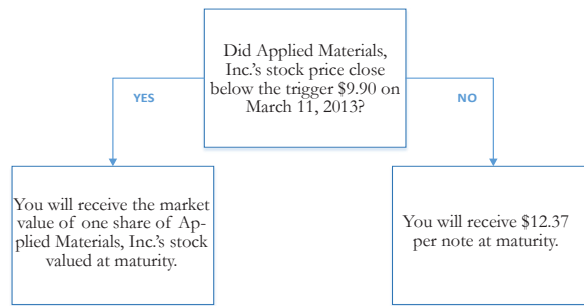 Did Applied Materials,
Inc.'s stock price close
below the trigger $9.90 on
March 11, 2013?
YES
NO
You will receive the market
value of one share of Ap-
plied Materials, Inc.'s stock
valued at maturity.
You will receive $12.37
per note at maturity.